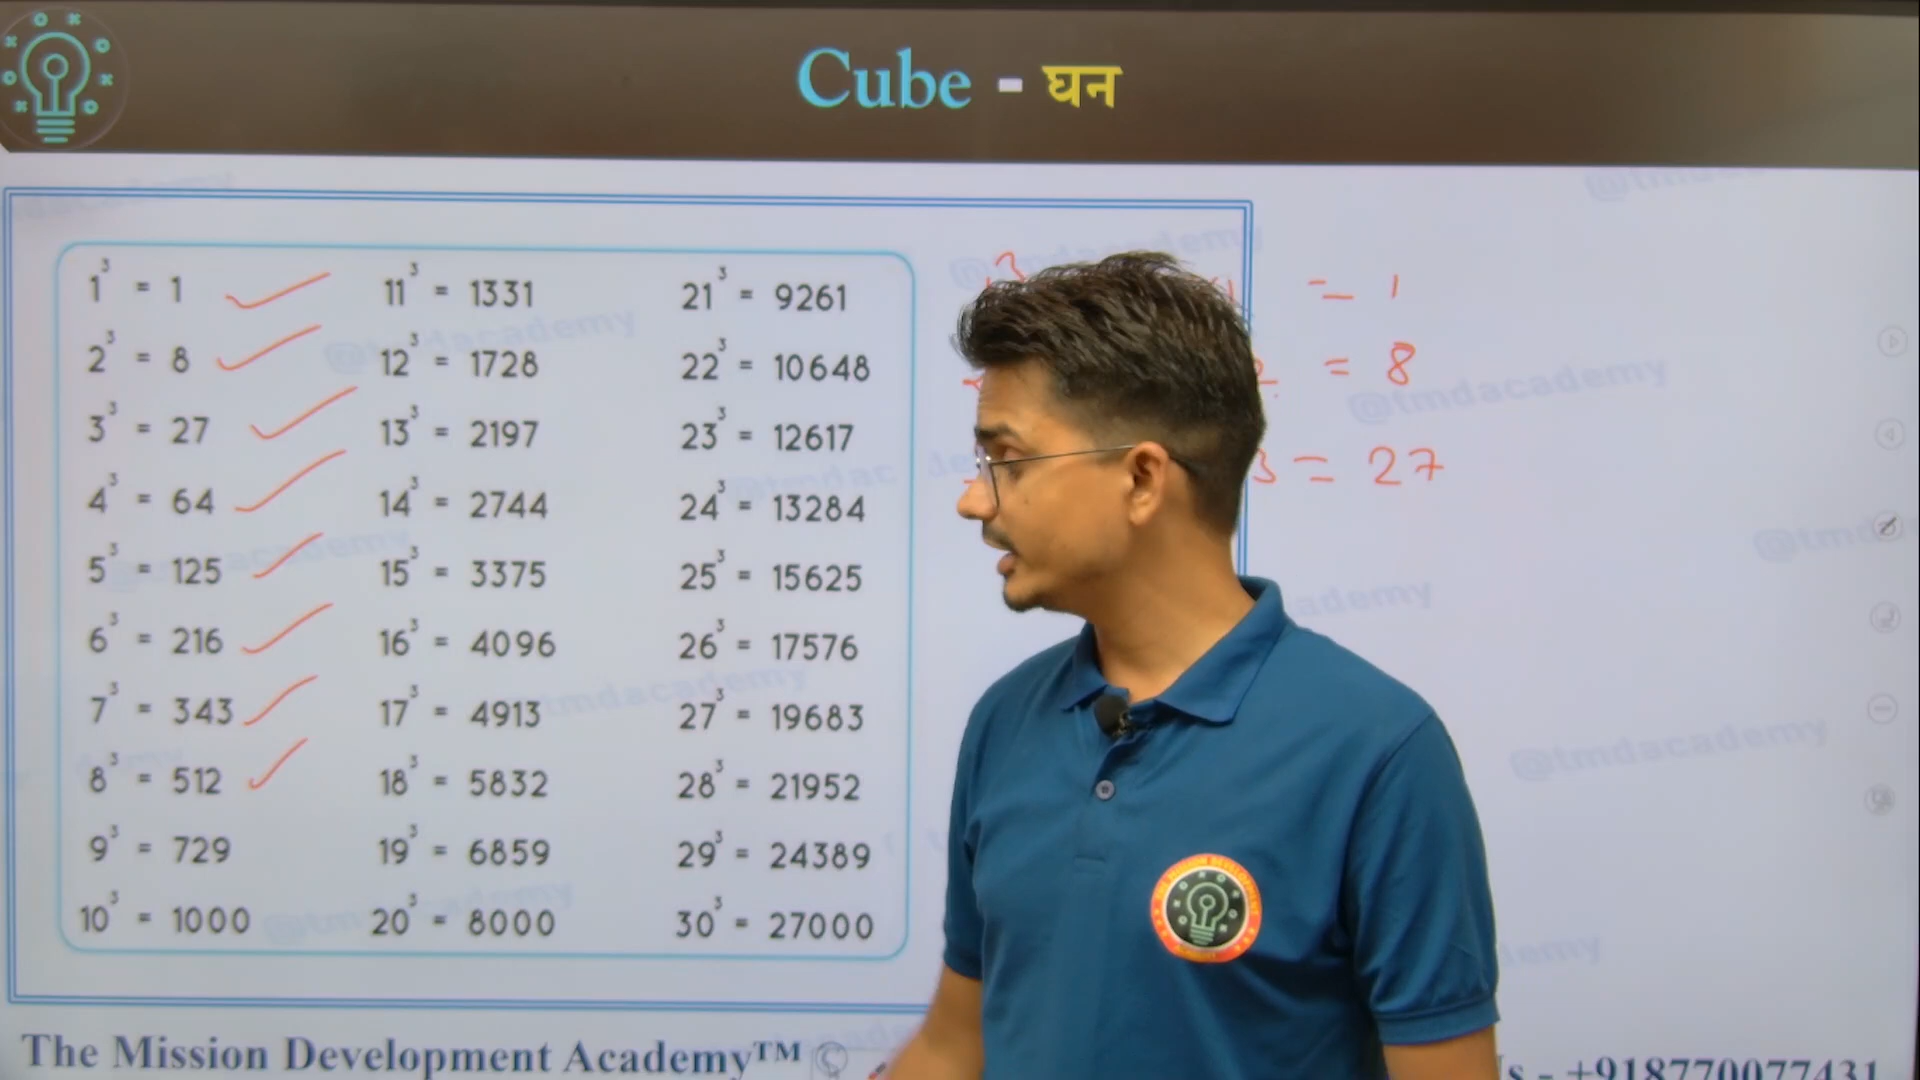 Cube - घन
1³ = 1
2³ = 8
3³ = 27
4³ = 64
5³ = 125
6³ = 216
7³ = 343
8³ = 512
9³ = 729
10³ = 1000
11³ = 1331
12³ = 1728
13³ = 2197
14³ = 2744
15³ = 3375
16³ = 4096
17³ = 4913
18³ = 5832
19³ = 6859
20³ = 8000
21³ = 9261
22³ = 10648
23³ = 12617
24³ = 13284
25³ = 15625
26³ = 17576
27³ = 19683
28³ = 21952
29³ = 24389
30³ = 27000
= 1
= 8
3 = 27
@tmdacademy
The Mission Development Academy™
- +918770077431